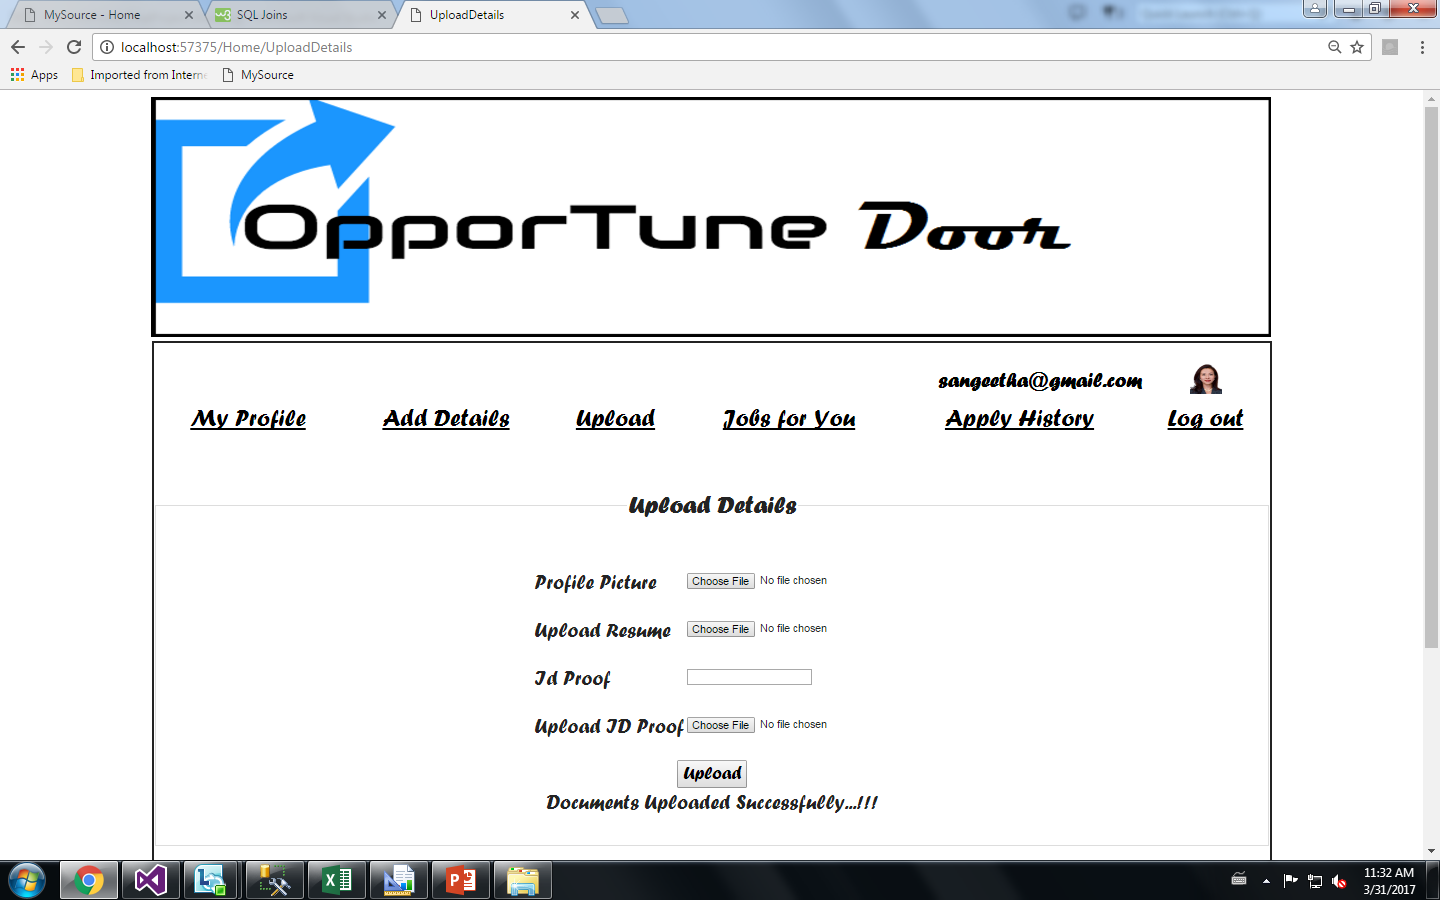 MySource - Home
SQL Joins
UploadDetails
localhost:57375/Home/UploadDetails
Apps
Imported from Intern
MySource
OpporTune Door
sangeetha@gmail.com
My Profile Add Details Upload Jobs for You Apply History Log out
Upload Details
Profile Picture Choose File No file chosen
Upload Resume Choose File No file chosen
Id Proof
Upload ID Proof Choose File No file chosen
Upload
Documents Uploaded Successfully...!!!
11:32 AM
3/31/2017